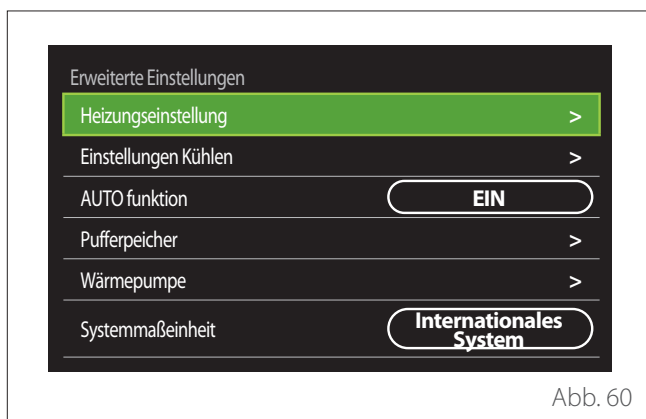 Erweiterte Einstellungen
Heizungseinstellung >
Einstellungen Kühlen >
AUTO funktion EIN
Pufferpeicher >
Wärmepumpe >
Systemmaßeinheit Internationales
System
Abb. 60